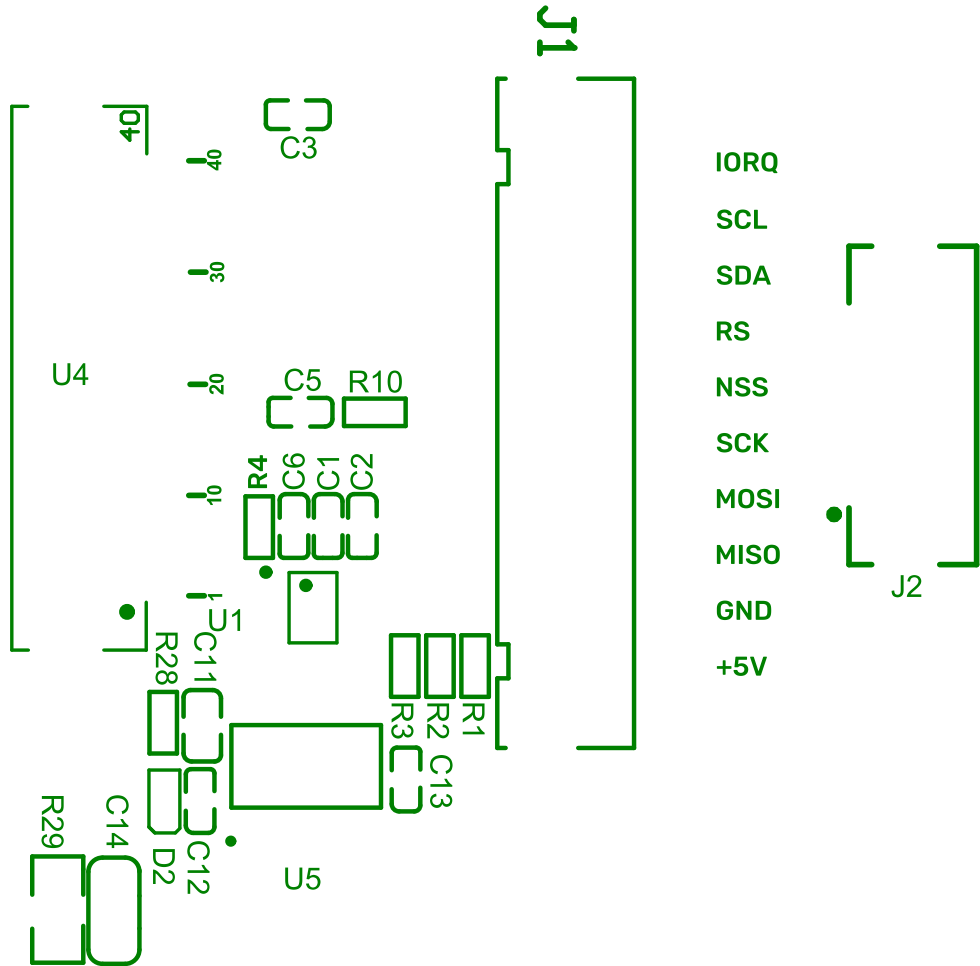 J1
40
C3
40
IORQ
SCL
30
SDA
RS
U4
20
C5
R10
NSS
SCK
R4
C6
C1
C2
10
MOSI
MISO
J2
1
U1
GND
R28
C11
+5V
R3
R2
R1
C13
R29
C14
D2
C12
U5